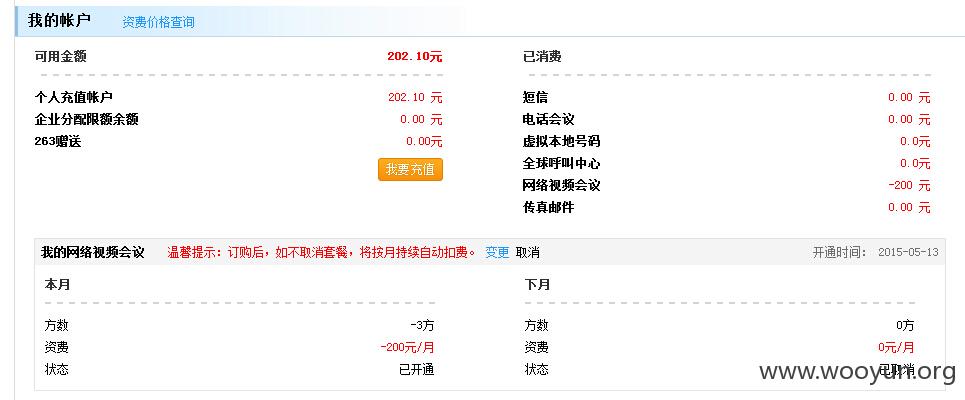 我的帐户 资费价格查询
可用金额 202.10元
个人充值帐户 202.10 元
企业分配限额余额 0.00 元
263赠送 0.00元
我要充值
已消费
短信 0.00 元
电话会议 0.00 元
虚拟本地号码 0.0元
全球呼叫中心 0.0元
网络视频会议 -200 元
传真邮件 0.00 元
我的网络视频会议 温馨提示：订购后，如不取消套餐，将按月持续自动扣费。 变更 取消 开通时间： 2015-05-13
本月
方数 -3方
资费 -200元/月
状态 已开通
下月
方数 0方
资费 0元/月
状态 已取消
www.wooyun.org